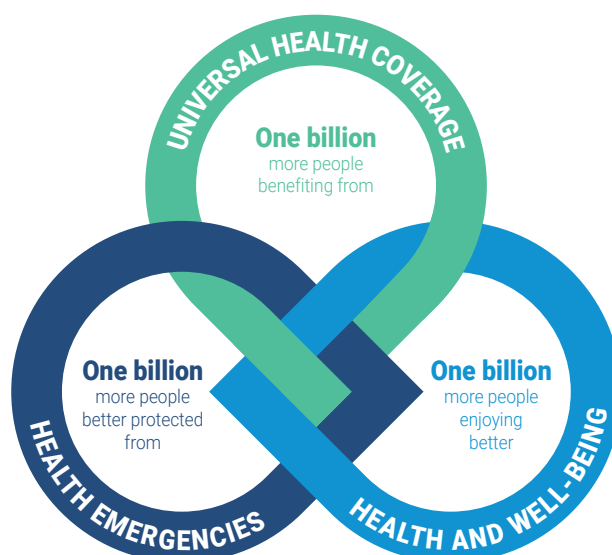 UNIVERSAL HEALTH COVERAGE
One billion
more people
benefiting from
One billion
more people
better protected
from
HEALTH EMERGENCIES
One billion
more people
enjoying
better
HEALTH AND WELL-BEING